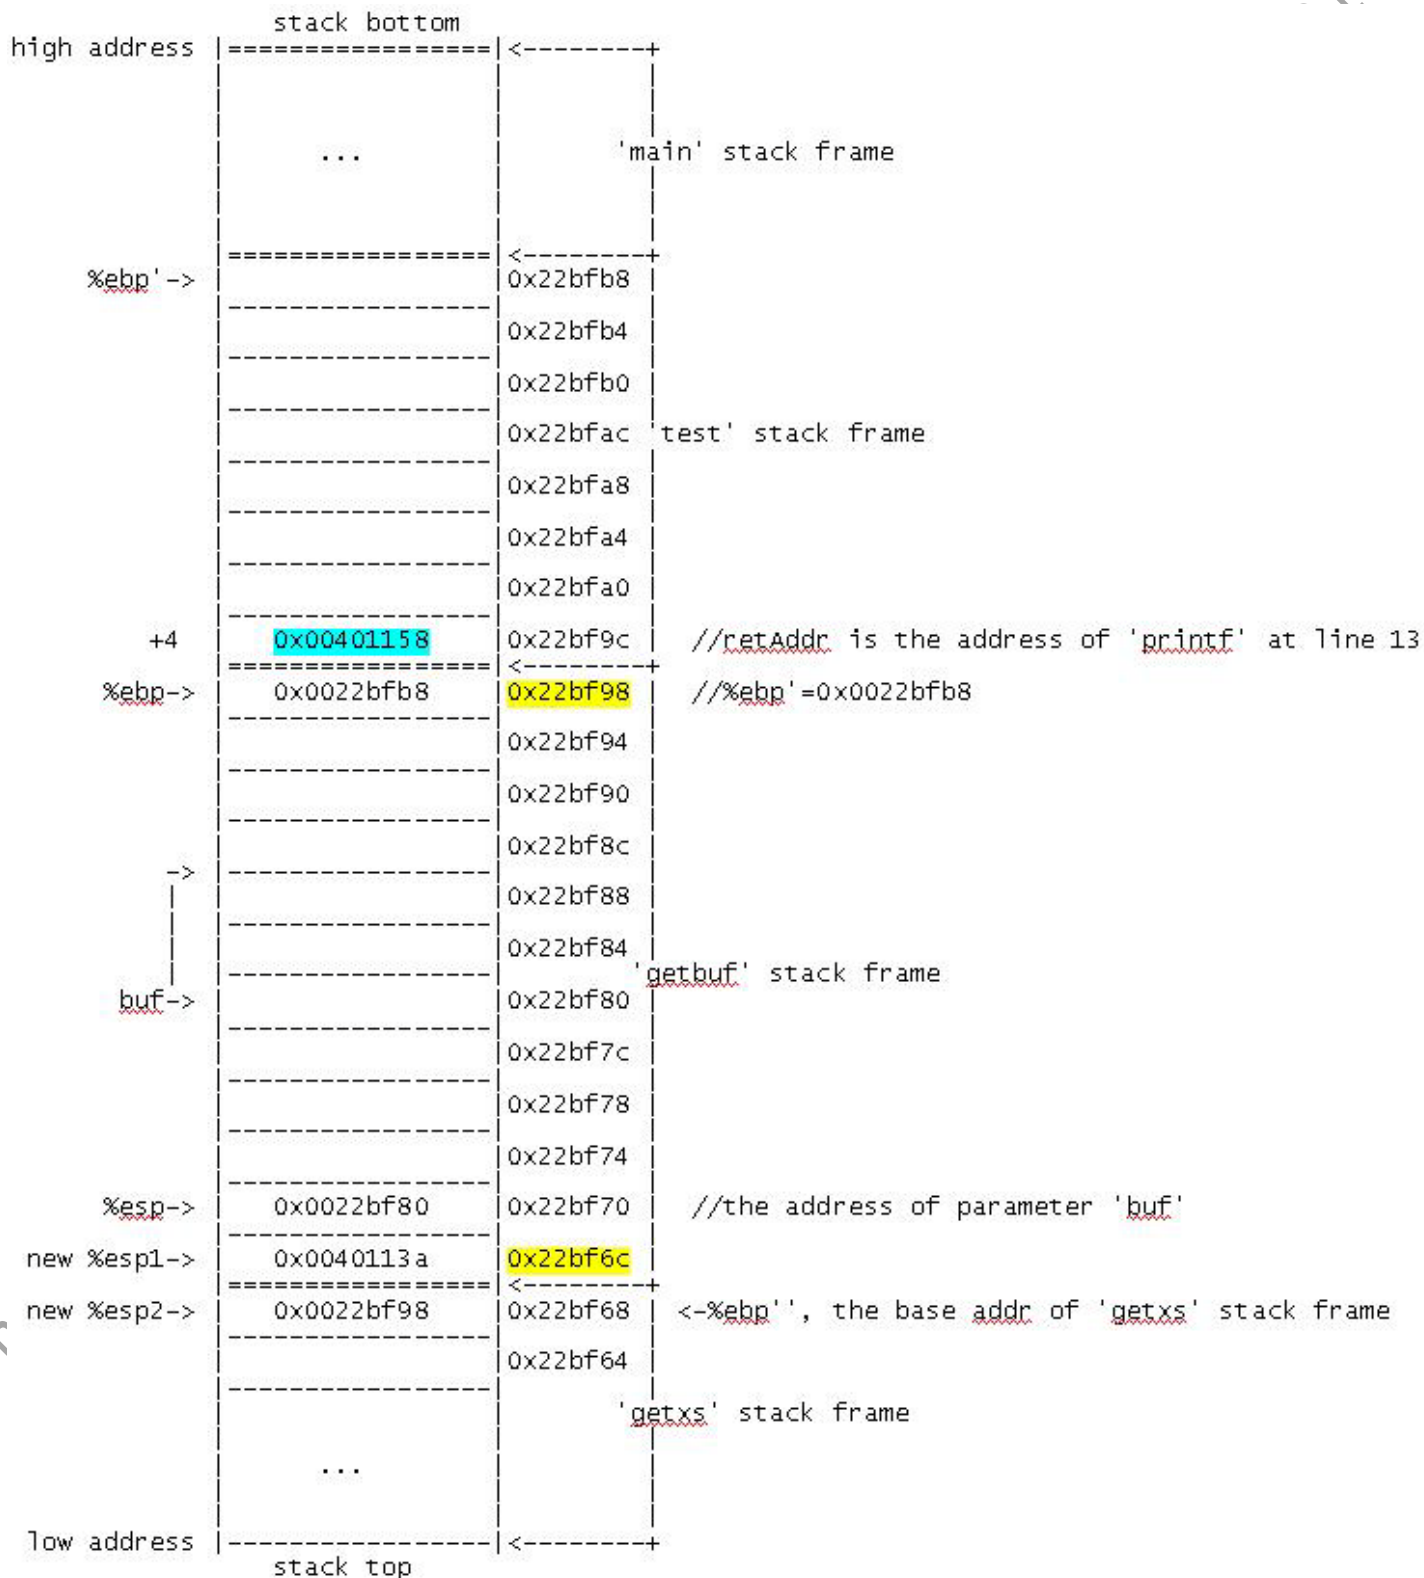 stack bottom
high address |=================|<--------+
... 'main' stack frame
|=================|<--------+
%ebp'-> 0x22bfb8
|-----------------|
0x22bfb4
|-----------------|
0x22bfb0
|-----------------|
0x22bfac 'test' stack frame
|-----------------|
0x22bfa8
|-----------------|
0x22bfa4
|-----------------|
0x22bfa0
|-----------------|
+4 0x00401158 0x22bf9c //retAddr is the address of 'printf' at line 13
|=================|<--------+
%ebp-> 0x0022bfb8 0x22bf98 //%ebp'=0x0022bfb8
|-----------------|
0x22bf94
|-----------------|
0x22bf90
|-----------------|
0x22bf8c
-> |-----------------|
0x22bf88
|-----------------|
0x22bf84
|-----------------| 'getbuf' stack frame
buf-> 0x22bf80
|-----------------|
0x22bf7c
|-----------------|
0x22bf78
|-----------------|
0x22bf74
|-----------------|
%esp-> 0x0022bf80 0x22bf70 //the address of parameter 'buf'
|-----------------|
new %esp1-> 0x0040113a 0x22bf6c
|=================|<--------+
new %esp2-> 0x0022bf98 0x22bf68 <-%ebp'', the base addr of 'getxs' stack frame
|-----------------|
0x22bf64
|-----------------|
'getxs' stack frame
...
low address |-----------------|<--------+
stack top